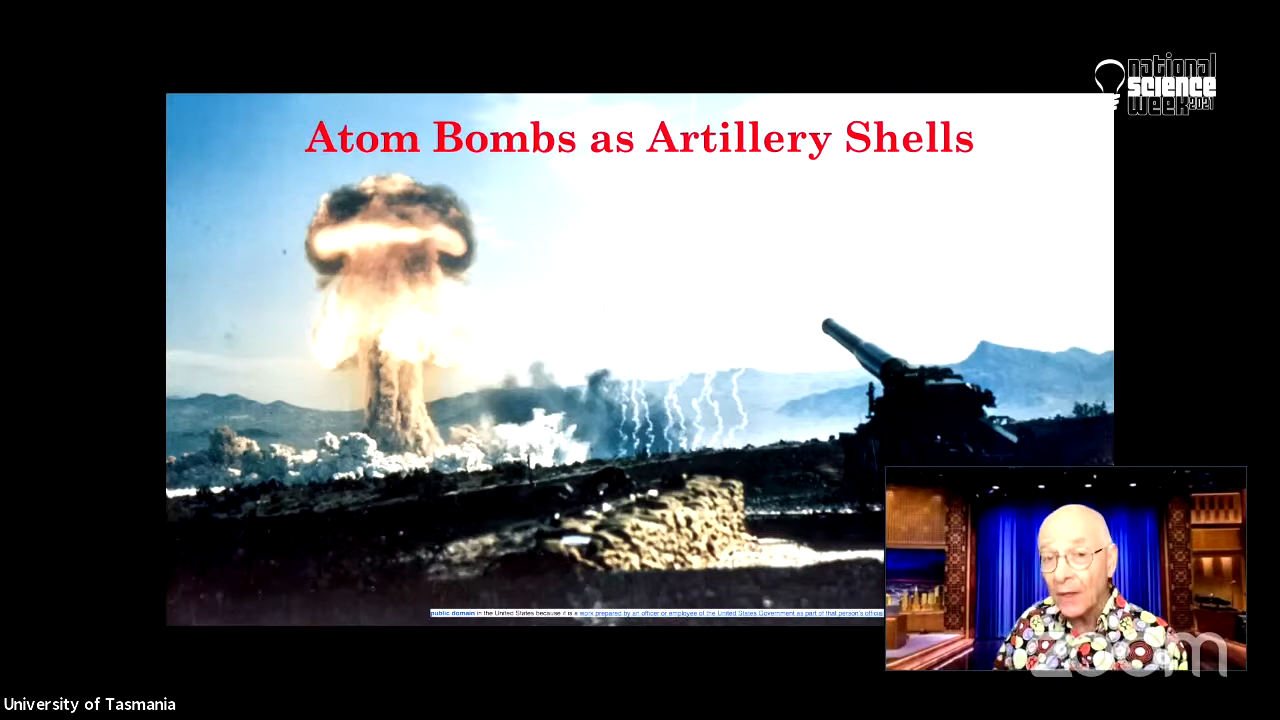 national
science
week 2021
Atom Bombs as Artillery Shells
public domain in the United States because it is a work prepared by an officer or employee of the United States Government as part of that person's official
zoom
University of Tasmania